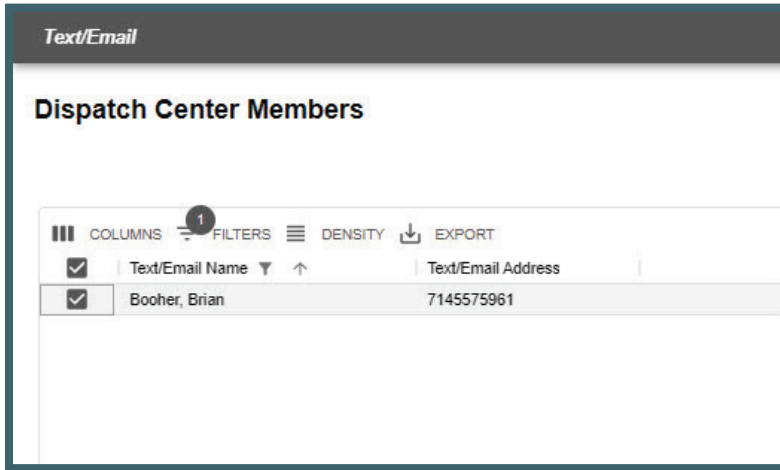 Text/Email
Dispatch Center Members
1
COLUMNS FILTERS DENSITY EXPORT
Text/Email Name Text/Email Address
Booher, Brian 7145575961